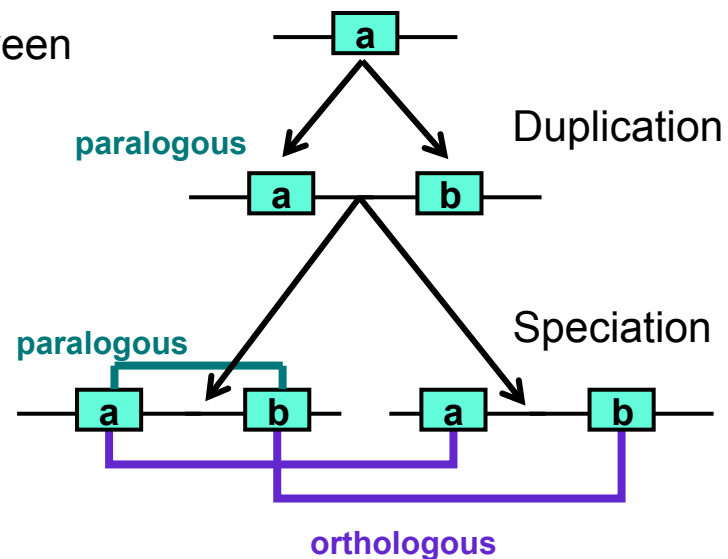 een
a
Duplication
paralogous
a b
Speciation
paralogous
a b a b
orthologous